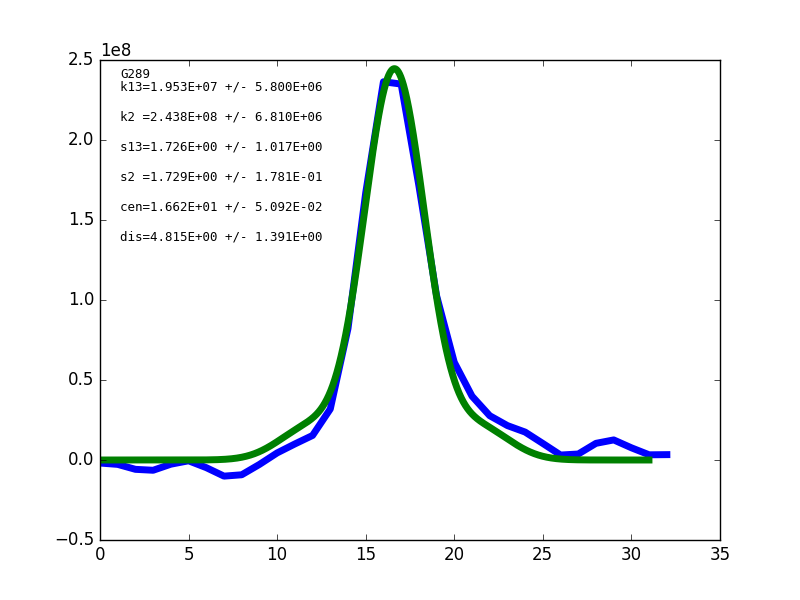 1e8
G289
k13=1.953E+07 +/- 5.800E+06
k2 =2.438E+08 +/- 6.810E+06
s13=1.726E+00 +/- 1.017E+00
s2 =1.729E+00 +/- 1.781E-01
cen=1.662E+01 +/- 5.092E-02
dis=4.815E+00 +/- 1.391E+00
2.5
2.0
1.5
1.0
0.5
0.0
−0.5
0 5 10 15 20 25 30 35